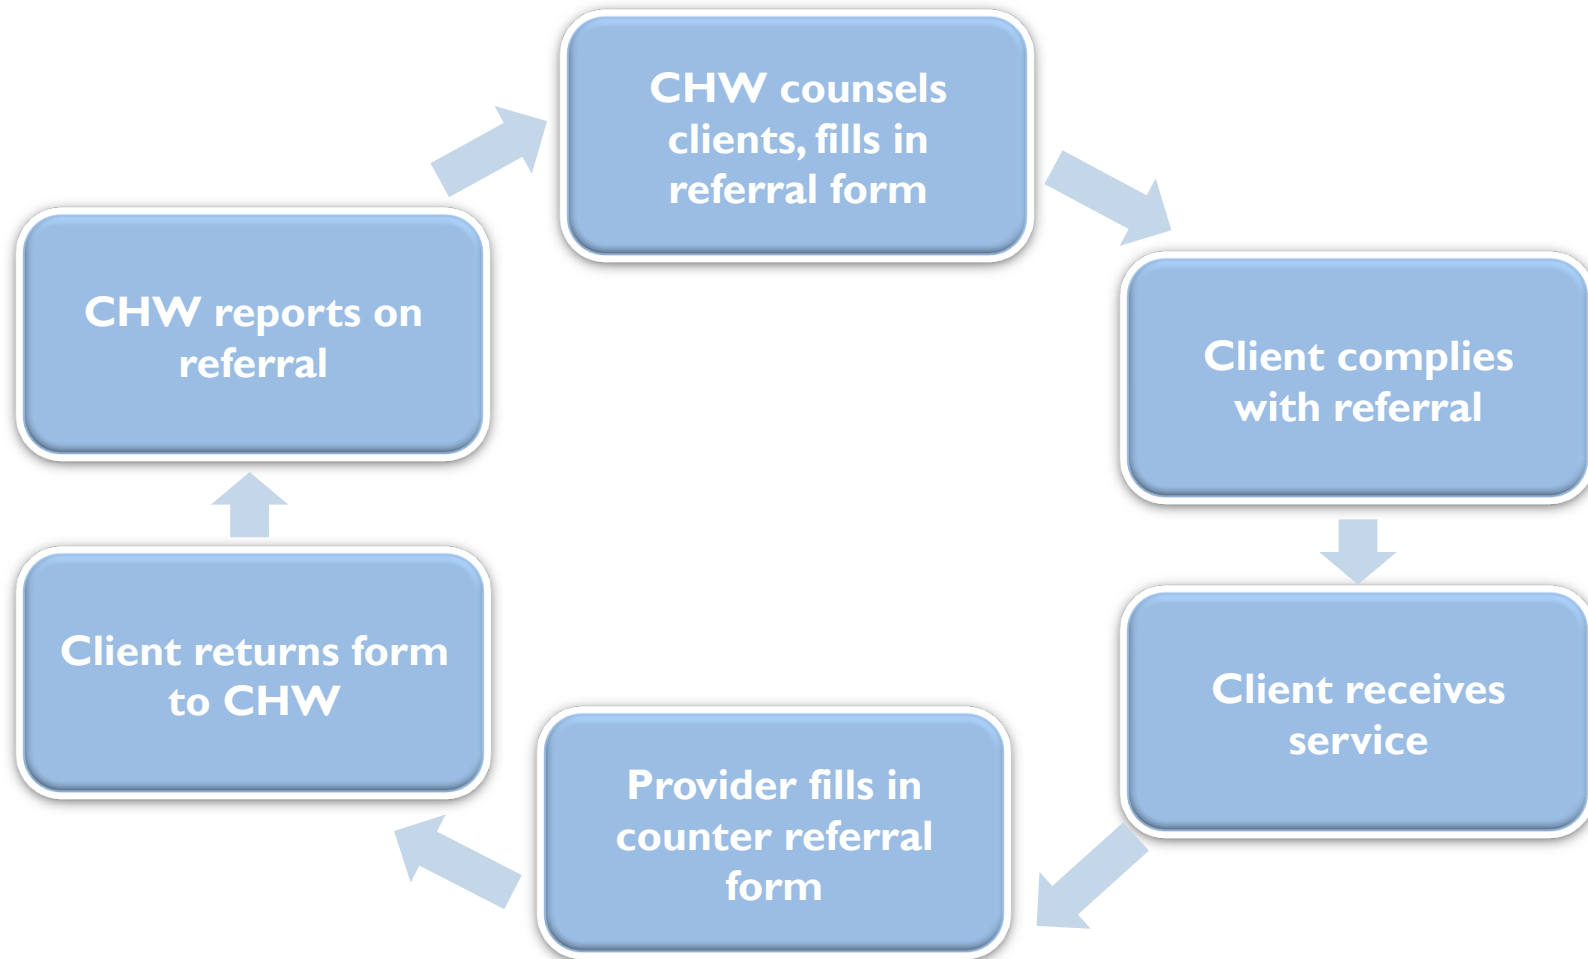 CHW counsels
clients, fills in
referral form
Client complies
with referral
Client receives
service
Provider fills in
counter referral
form
Client returns form
to CHW
CHW reports on
referral